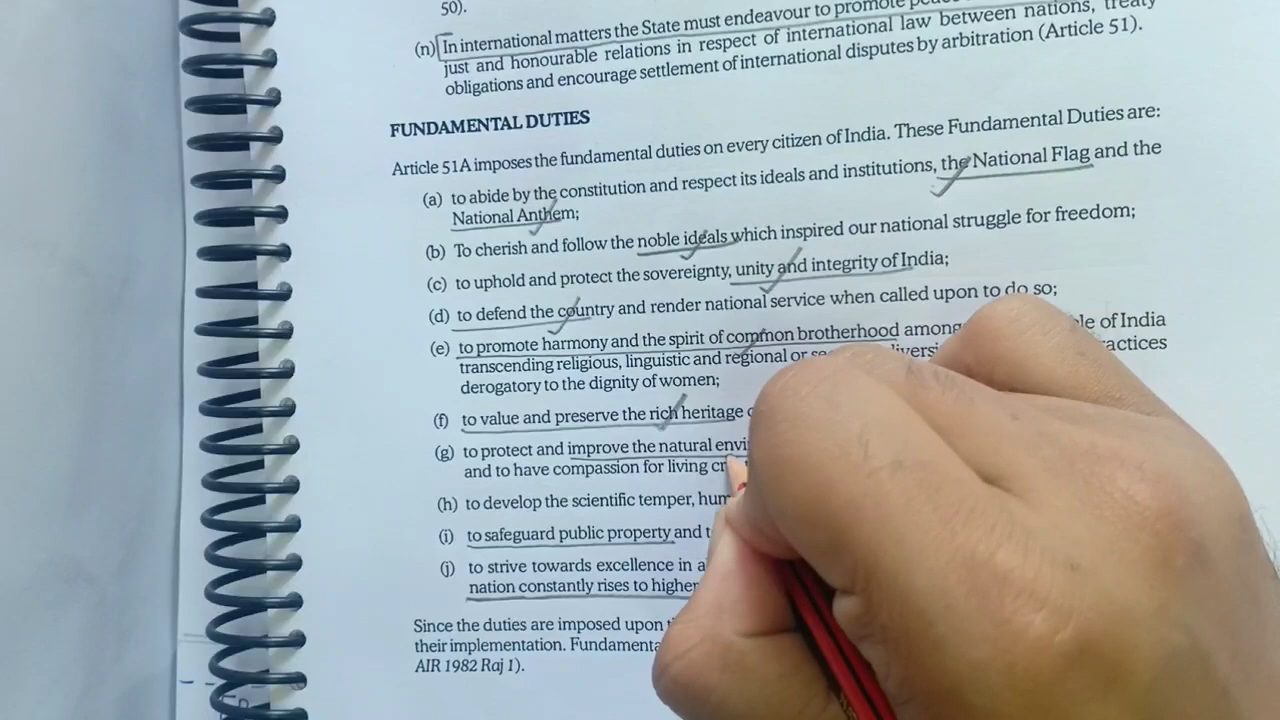 50).
(n) In international matters the State must endeavour to promote
just and honourable relations in respect of international law between nations, treaty
obligations and encourage settlement of international disputes by arbitration (Article 51).
FUNDAMENTAL DUTIES
Article 51A imposes the fundamental duties on every citizen of India. These Fundamental Duties are:
(a) to abide by the constitution and respect its ideals and institutions, the National Flag and the
National Anthem;
(b) To cherish and follow the noble ideals which inspired our national struggle for freedom;
(c) to uphold and protect the sovereignty, unity and integrity of India;
(d) to defend the country and render national service when called upon to do so;
(e) to promote harmony and the spirit of common brotherhood of India
transcending religious, linguistic and regional or
derogatory to the dignity of women;
(f) to value and preserve the rich heritage
(g) to protect and improve the natural
and to have compassion for living
(h) to develop the scientific temper,
(i) to safeguard public property and
(j) to strive towards excellence in
nation constantly rises to higher
Since the duties are imposed upon
their implementation.
AIR 1982 Raj 1).